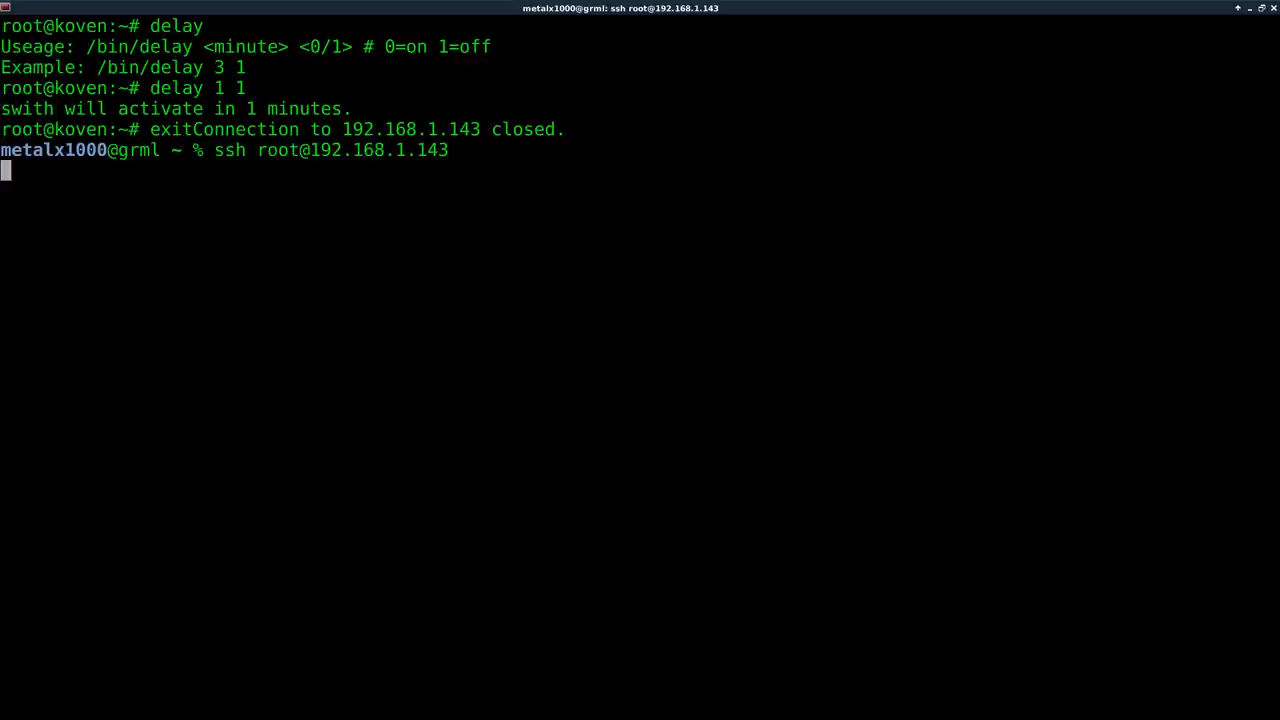 metalx1000@grml: ssh root@192.168.1.143
root@koven:~# delay
Useage: /bin/delay <minute> <0/1> # 0=on 1=off
Example: /bin/delay 3 1
root@koven:~# delay 1 1
swith will activate in 1 minutes.
root@koven:~# exitConnection to 192.168.1.143 closed.
metalx1000@grml ~ % ssh root@192.168.1.143